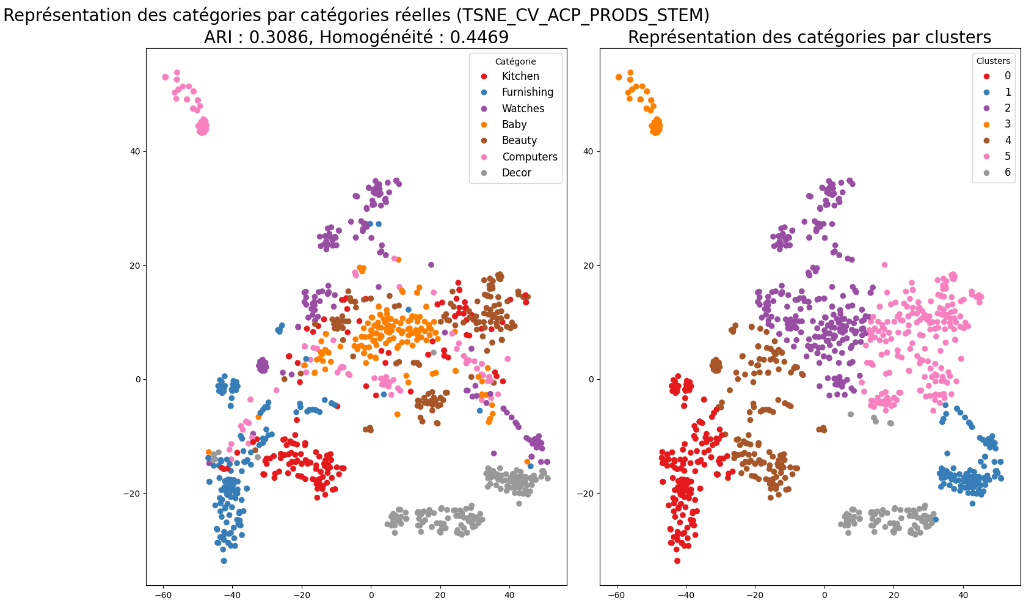 Représentation des catégories par catégories réelles (TSNE_CV_ACP_PRODS_STEM)
ARI : 0.3086, Homogénéité : 0.4469
Catégorie
Kitchen
Furnishing
Watches
Baby
Beauty
Computers
Decor
40
20
0
−20
−60
−40
−20
0
20
40
Représentation des catégories par clusters
Clusters
0
1
2
3
4
5
6
40
20
0
−20
−60
−40
−20
0
20
40